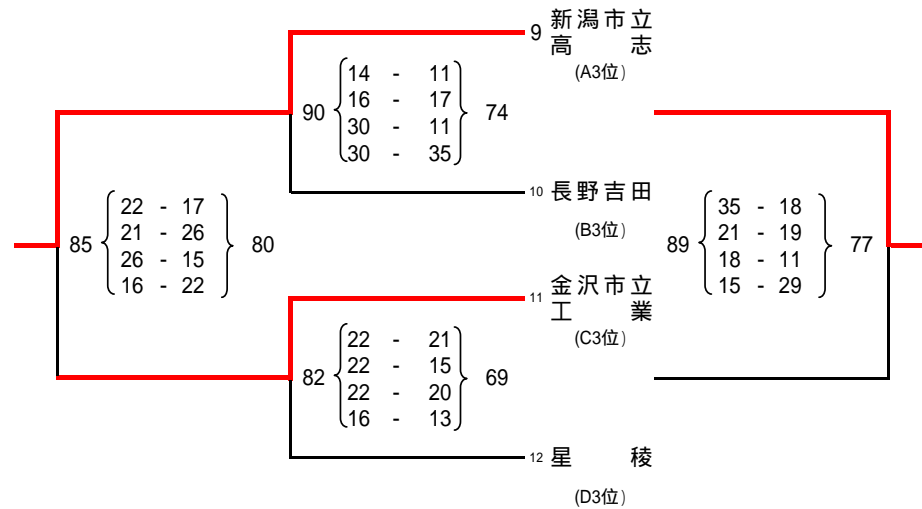 9 新潟市立
高志
(A3位)
90 14 - 11 74
16 - 17
30 - 11
30 - 35
10 長野吉田
(B3位)
85 22 - 17 80
21 - 26
26 - 15
16 - 22
89 35 - 18 77
21 - 19
18 - 11
15 - 29
11 金沢市立
工業
(C3位)
82 22 - 21 69
22 - 15
22 - 20
16 - 13
12 星稜
(D3位)